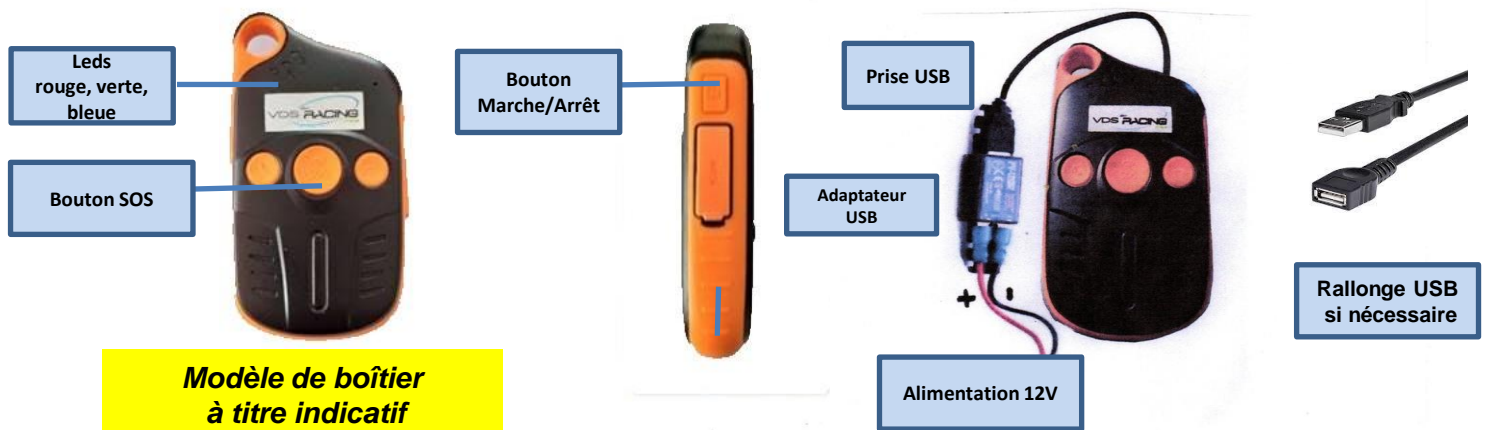 Leds
rouge, verte,
bleue
Bouton SOS
VDS RACING
Modèle de boîtier
à titre indicatif
Bouton
Marche/Arrêt
Prise USB
Adaptateur
USB
VDS RACING
+ -
Alimentation 12V
Rallonge USB
si nécessaire